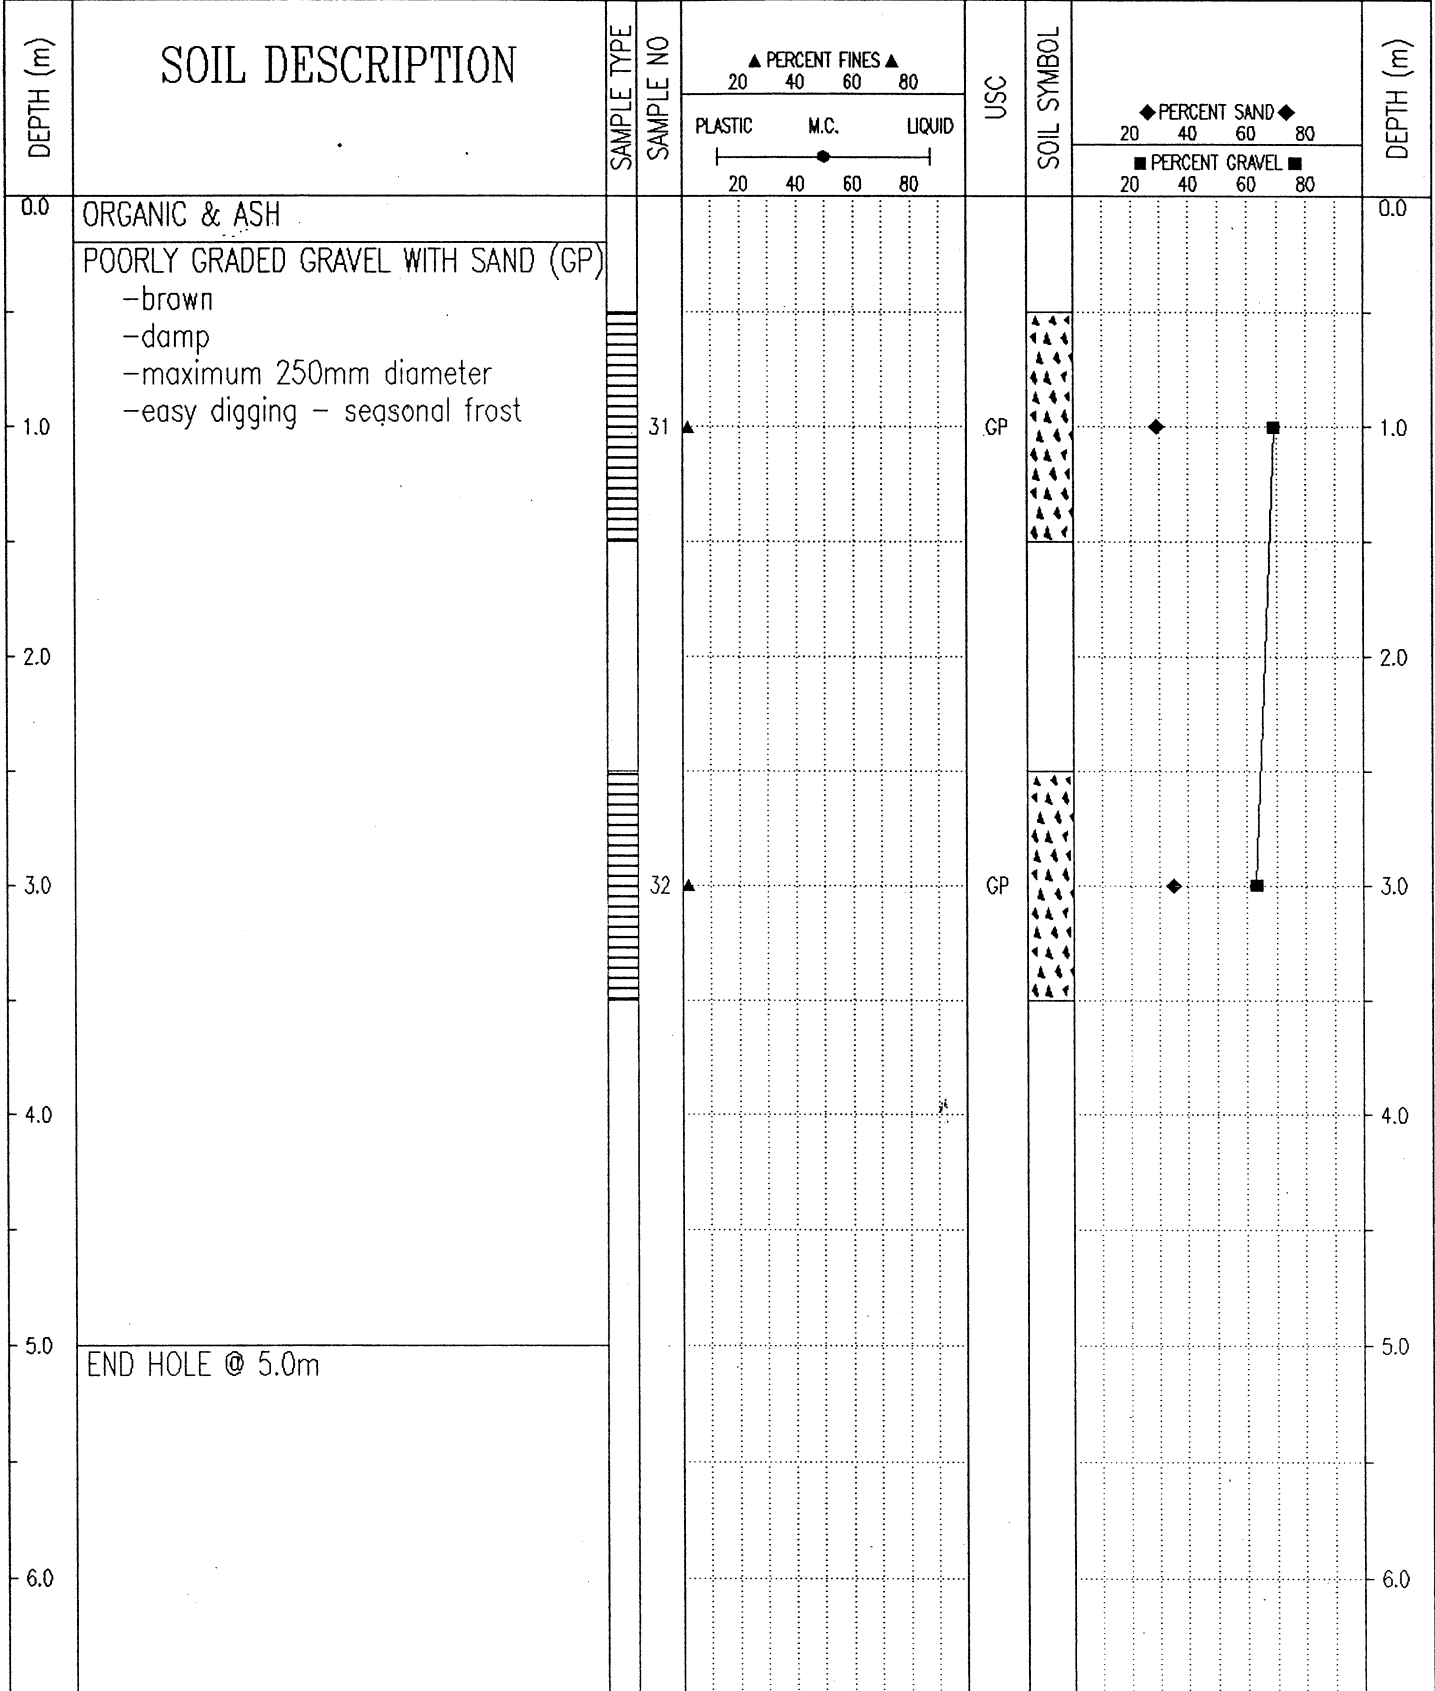 DEPTH (m)
SOIL DESCRIPTION
SAMPLE TYPE
SAMPLE NO
▲ PERCENT FINES ▲
20 40 60 80
PLASTIC M.C. LIQUID
20 40 60 80
USC
SOIL SYMBOL
◆ PERCENT SAND ◆
20 40 60 80
■ PERCENT GRAVEL ■
20 40 60 80
DEPTH (m)
0.0 ORGANIC & ASH 0.0
POORLY GRADED GRAVEL WITH SAND (GP)
-brown
-damp
-maximum 250mm diameter
-easy digging - seasonal frost
1.0 31 GP 1.0
2.0 2.0
3.0 32 GP 3.0
4.0 4.0
5.0 5.0
END HOLE @ 5.0m
6.0 6.0